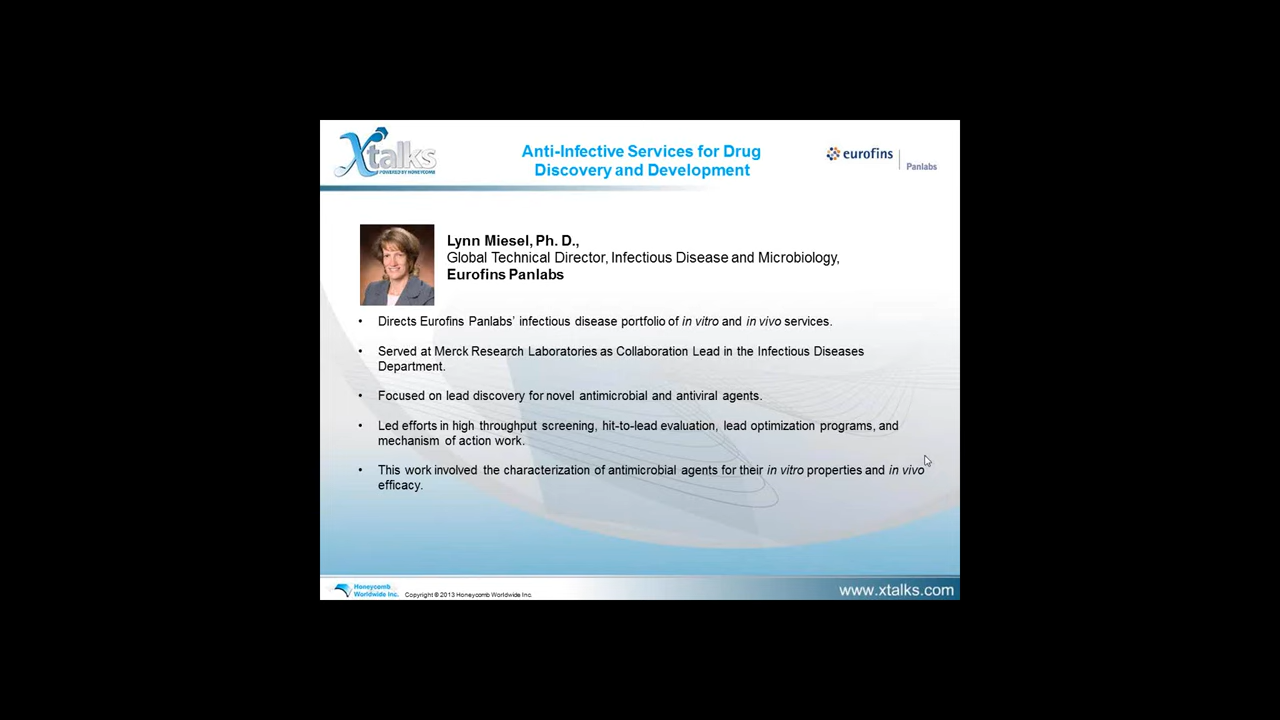 Xtalks
POWERED BY HONEYCOMB
Anti-Infective Services for Drug
Discovery and Development
eurofins
Panlabs
Lynn Miesel, Ph. D.,
Global Technical Director, Infectious Disease and Microbiology,
Eurofins Panlabs
• Directs Eurofins Panlabs’ infectious disease portfolio of in vitro and in vivo services.
• Served at Merck Research Laboratories as Collaboration Lead in the Infectious Diseases
Department.
• Focused on lead discovery for novel antimicrobial and antiviral agents.
• Led efforts in high throughput screening, hit-to-lead evaluation, lead optimization programs, and
mechanism of action work.
• This work involved the characterization of antimicrobial agents for their in vitro properties and in vivo
efficacy.
Honeycomb
Worldwide Inc.
Copyright © 2013 Honeycomb Worldwide Inc.
www.xtalks.com